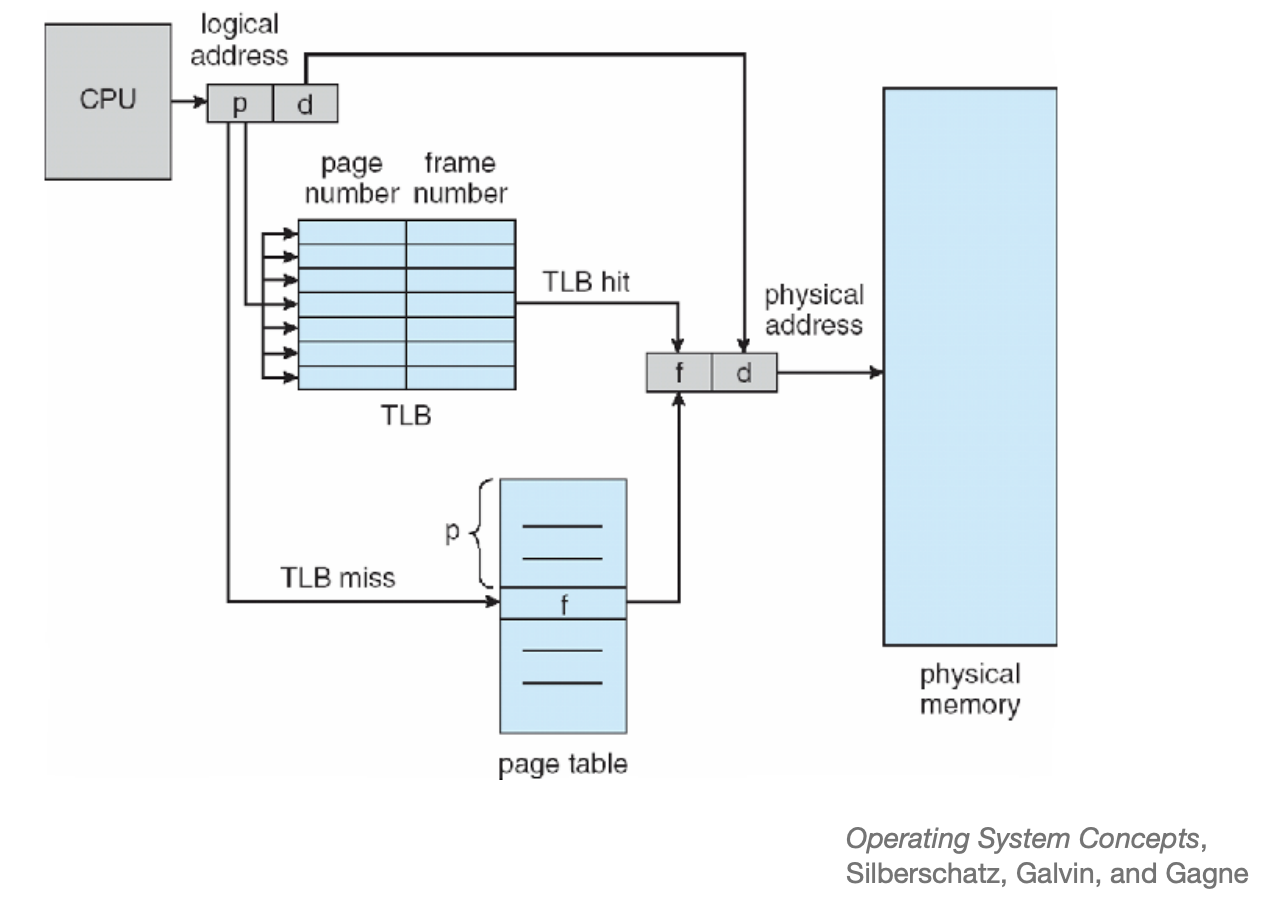 logical
address
CPU
p d
page frame
number number
TLB hit
physical
address
f d
TLB
p
TLB miss
f
physical
memory
page table
Operating System Concepts,
Silberschatz, Galvin, and Gagne